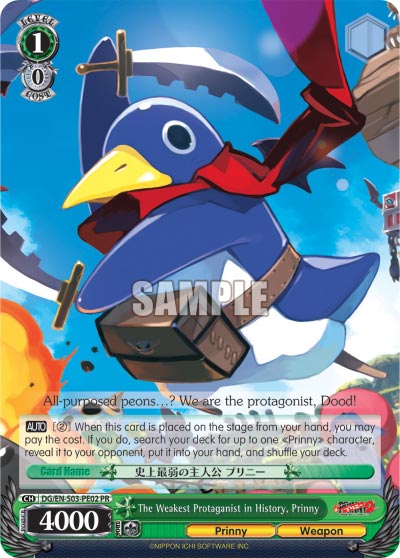 LEVEL
1
0
COST
SAMPLE
All-purposed peons...? We are the protagonist, Dood!
AUTO [②] When this card is placed on the stage from your hand, you may
pay the cost. If you do, search your deck for up to one «Prinny» character,
reveal it to your opponent, put it into your hand, and shuffle your deck.
Card Name 史上最弱の主人公 プリニー
CH DG/EN-S03-PE02 PR
The Weakest Protaganist in History, Prinny
POWER 4000 SOUL
Prinny Weapon
©NIPPON ICHI SOFTWARE INC.